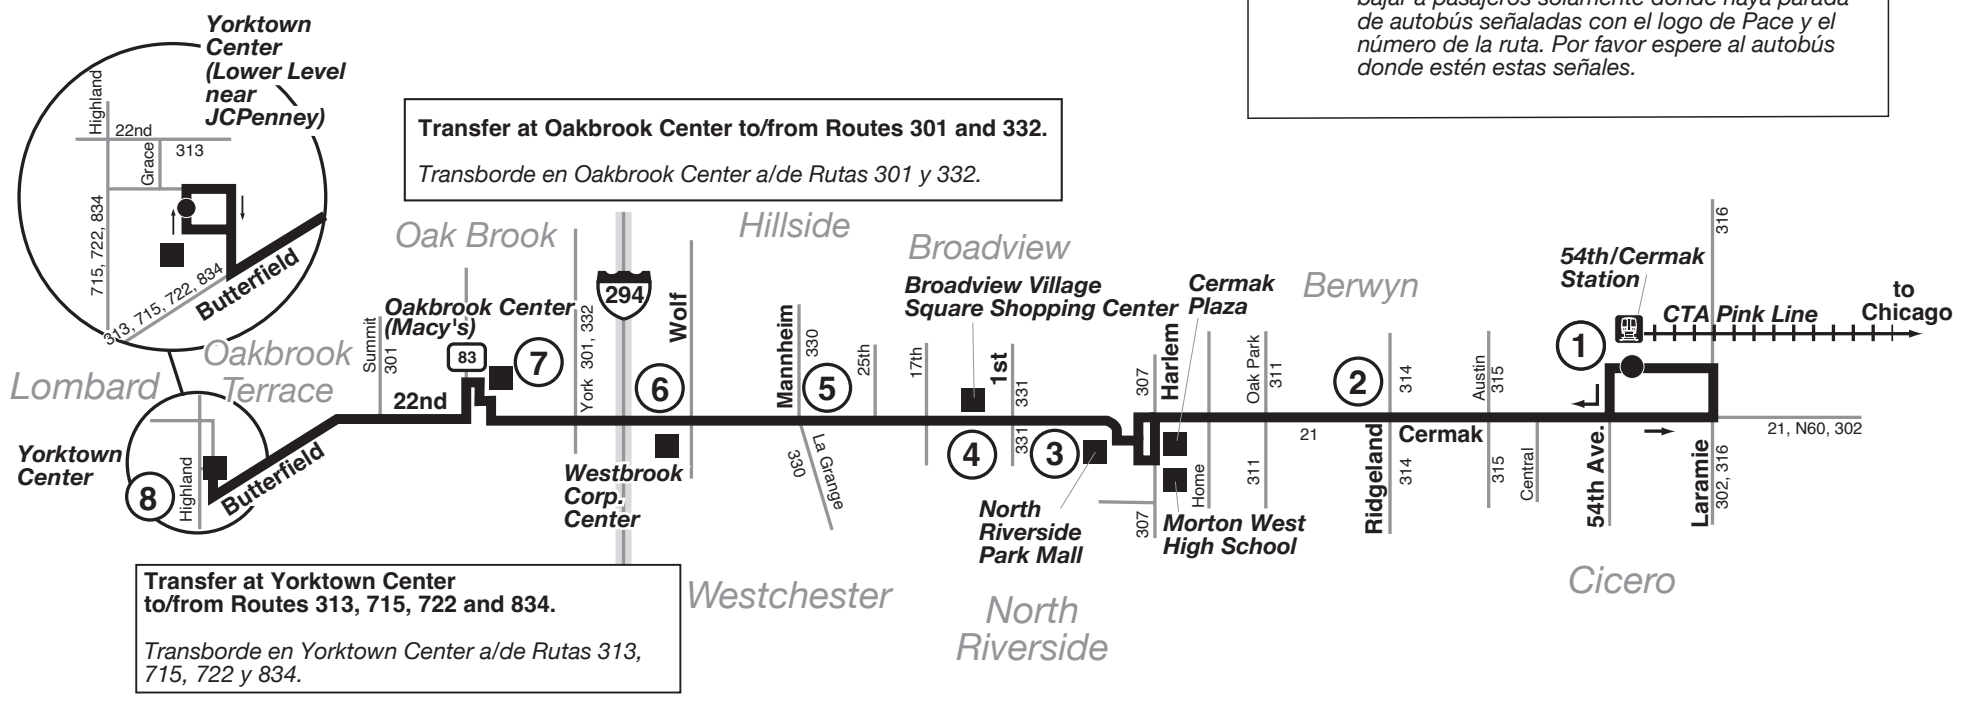 bajar a pasajeros solamente donde haya parada
de autobús señaladas con el logo de Pace y el
número de la ruta. Por favor espere al autobús
donde estén estas señales.
Yorktown
Center
(Lower Level
near
JCPenney)
Highland
22nd
Grace
313
715, 722, 834
313, 715, 722, 834
Butterfield
Transfer at Oakbrook Center to/from Routes 301 and 332.
Transborde en Oakbrook Center a/de Rutas 301 y 332.
Oak Brook
Hillside
Broadview
Berwyn
Oakbrook
Terrace
Lombard
Westchester
North
Riverside
Cicero
Yorktown
Center
8
Highland
Butterfield
Summit
301
22nd
Oakbrook Center
(Macy's)
83
7
York 301, 332
294
Westbrook
Corp.
Center
6
Wolf
Mannheim
330
5
La Grange
330
25th
17th
Broadview Village
Square Shopping Center
4
1st
331
331
3
North
Riverside
Park Mall
Cermak
Plaza
307
Harlem
307
Morton West
High School
Home
Oak Park
311
311
21
2
314
Ridgeland
314
Cermak
Austin
315
315
Central
1
54th/Cermak
Station
CTA Pink Line
to
Chicago
316
54th Ave.
Laramie
302, 316
21, N60, 302
Transfer at Yorktown Center
to/from Routes 313, 715, 722 and 834.
Transborde en Yorktown Center a/de Rutas 313,
715, 722 y 834.